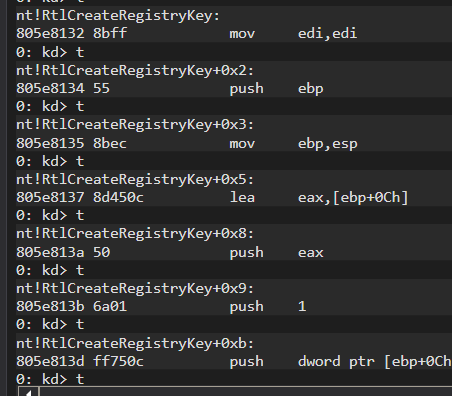 nt!RtlCreateRegistryKey:
805e8132 8bff mov edi,edi
0: kd> t
nt!RtlCreateRegistryKey+0x2:
805e8134 55 push ebp
0: kd> t
nt!RtlCreateRegistryKey+0x3:
805e8135 8bec mov ebp,esp
0: kd> t
nt!RtlCreateRegistryKey+0x5:
805e8137 8d450c lea eax,[ebp+0Ch]
0: kd> t
nt!RtlCreateRegistryKey+0x8:
805e813a 50 push eax
0: kd> t
nt!RtlCreateRegistryKey+0x9:
805e813b 6a01 push 1
0: kd> t
nt!RtlCreateRegistryKey+0xb:
805e813d ff750c push dword ptr [ebp+0Ch
0: kd> t